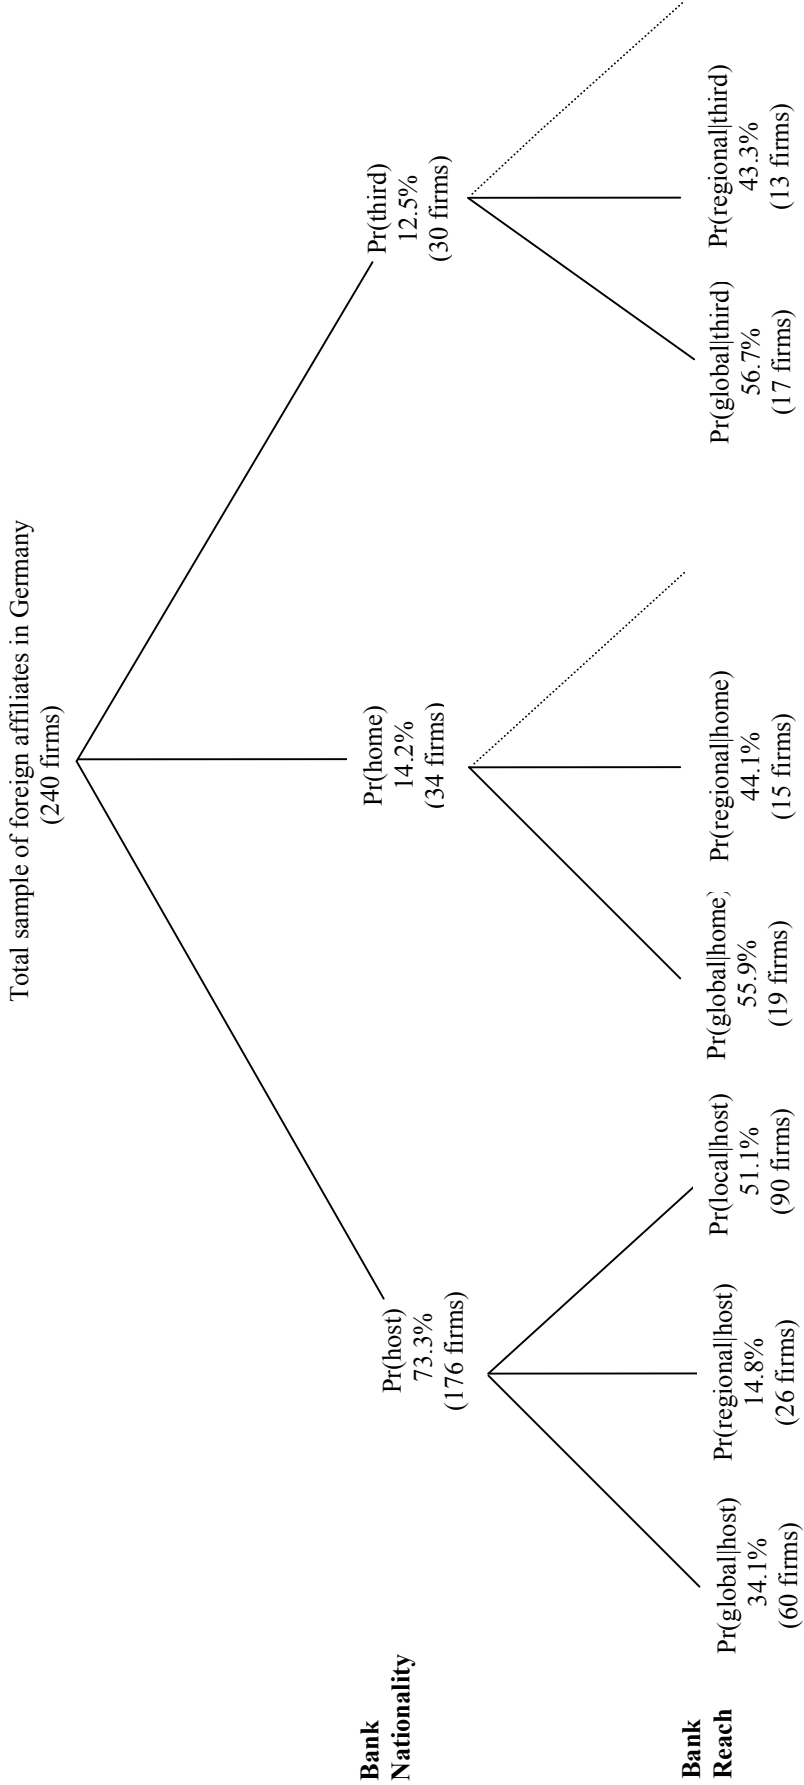 Total sample of foreign affiliates in Germany
(240 firms)
Bank
Nationality
Pr(host)
73.3%
(176 firms)
Pr(home)
14.2%
(34 firms)
Pr(third)
12.5%
(30 firms)
Bank
Reach
Pr(global|host)
34.1%
(60 firms)
Pr(regional|host)
14.8%
(26 firms)
Pr(local|host)
51.1%
(90 firms)
Pr(global|home)
55.9%
(19 firms)
Pr(regional|home)
44.1%
(15 firms)
Pr(global|third)
56.7%
(17 firms)
Pr(regional|third)
43.3%
(13 firms)